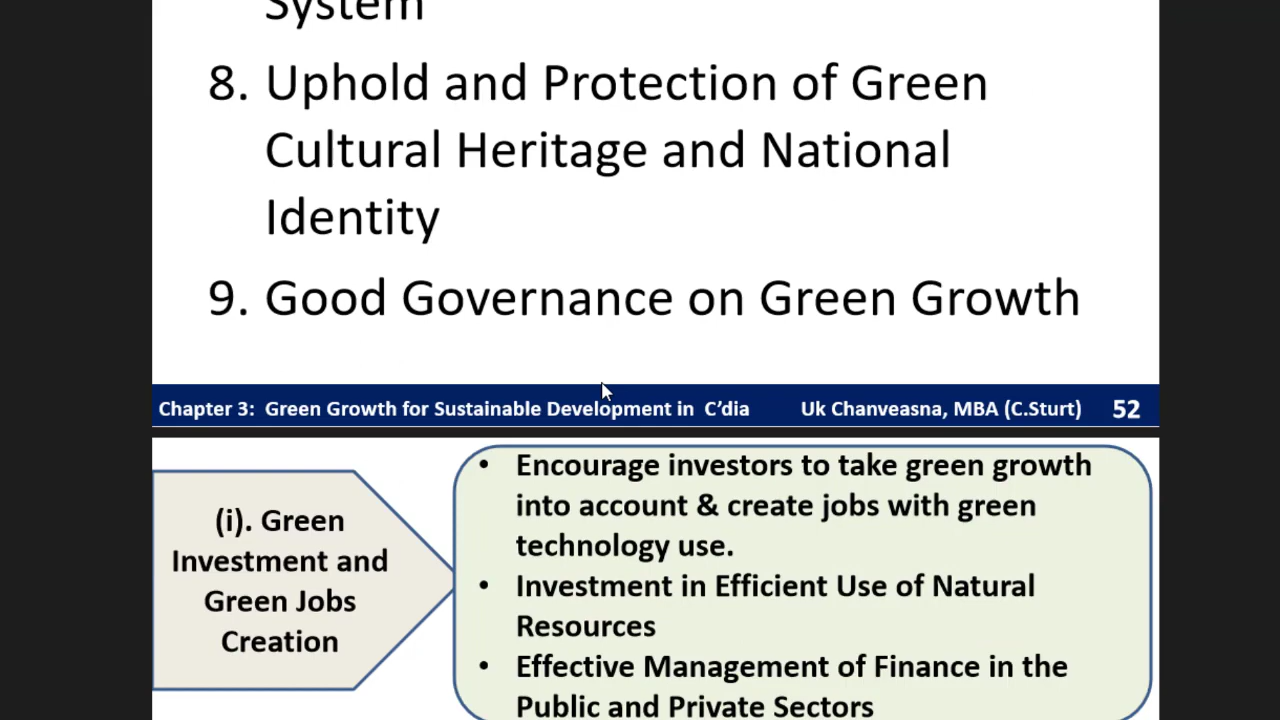 System
8. Uphold and Protection of Green
Cultural Heritage and National
Identity
9. Good Governance on Green Growth
Chapter 3: Green Growth for Sustainable Development in C'dia Uk Chanveasna, MBA (C.Sturt) 52
(i). Green
Investment and
Green Jobs
Creation
• Encourage investors to take green growth
into account & create jobs with green
technology use.
• Investment in Efficient Use of Natural
Resources
• Effective Management of Finance in the
Public and Private Sectors